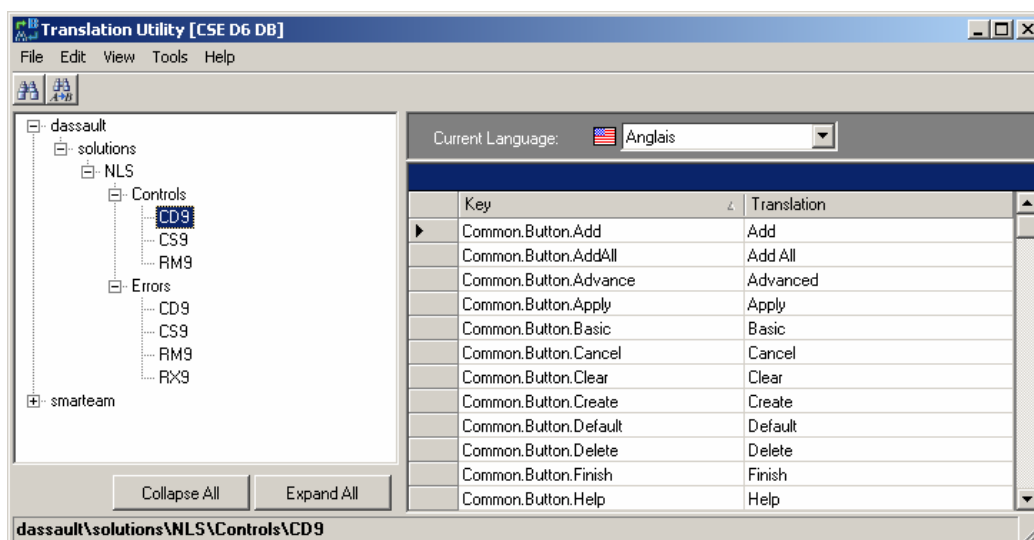 Translation Utility [CSE D6 DB]
File Edit View Tools Help
A→B
dassault
solutions
NLS
Controls
CD9
CS9
RM9
Errors
CD9
CS9
RM9
RX9
smarteam
Collapse All Expand All
Current Language: Anglais
Key Translation
Common.Button.Add Add
Common.Button.AddAll Add All
Common.Button.Advance Advanced
Common.Button.Apply Apply
Common.Button.Basic Basic
Common.Button.Cancel Cancel
Common.Button.Clear Clear
Common.Button.Create Create
Common.Button.Default Default
Common.Button.Delete Delete
Common.Button.Finish Finish
Common.Button.Help Help
dassault\solutions\NLS\Controls\CD9